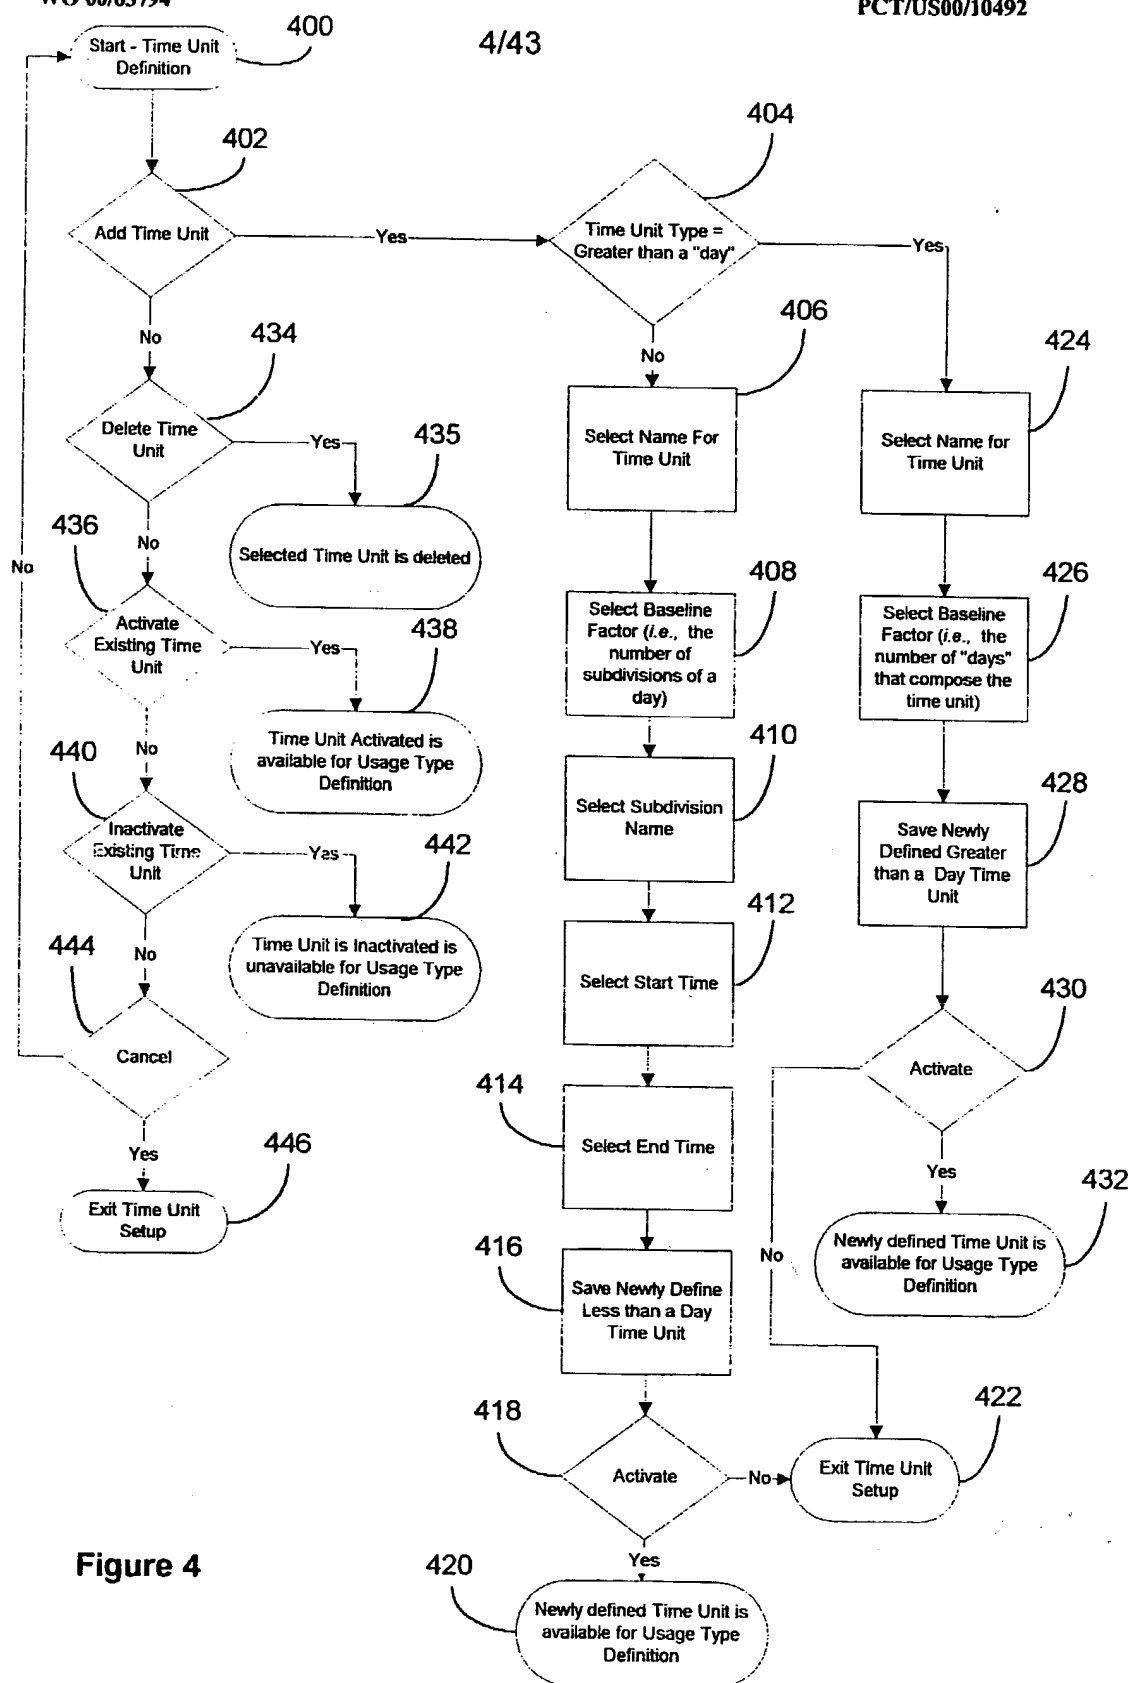 PCT/US00/10492
4/43
400
Start - Time Unit
Definition
402
Add Time Unit
Yes
404
Time Unit Type =
Greater than a "day"
Yes
No
434
Delete Time
Unit
Yes
435
Selected Time Unit is deleted
No
406
Select Name For
Time Unit
424
Select Name for
Time Unit
436
No
Activate
Existing Time
Unit
Yes
438
Time Unit Activated is
available for Usage Type
Definition
No
408
Select Baseline
Factor (i.e., the
number of
subdivisions of a
day)
426
Select Baseline
Factor (i.e., the
number of "days"
that compose the
time unit)
440
No
Inactivate
Existing Time
Unit
Yes
442
Time Unit is Inactivated is
unavailable for Usage Type
Definition
410
Select Subdivision
Name
428
Save Newly
Defined Greater
than a Day Time
Unit
444
No
Cancel
Yes
446
Exit Time Unit
Setup
412
Select Start Time
430
Activate
414
Select End Time
Yes
432
Newly defined Time Unit is
available for Usage Type
Definition
No
416
Save Newly Define
Less than a Day
Time Unit
418
Activate
No
422
Exit Time Unit
Setup
Yes
420
Newly defined Time Unit is
available for Usage Type
Definition
Figure 4